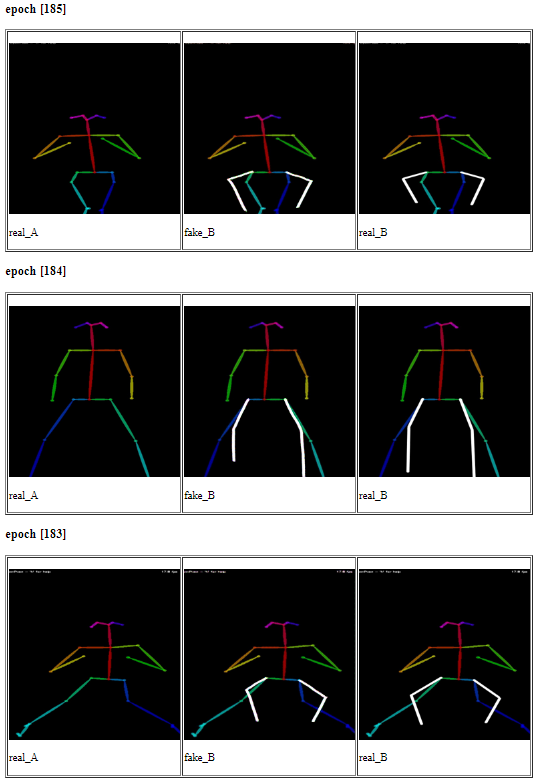 epoch [185]
real_A
fake_B
real_B
epoch [184]
real_A
fake_B
real_B
epoch [183]
real_A
fake_B
real_B